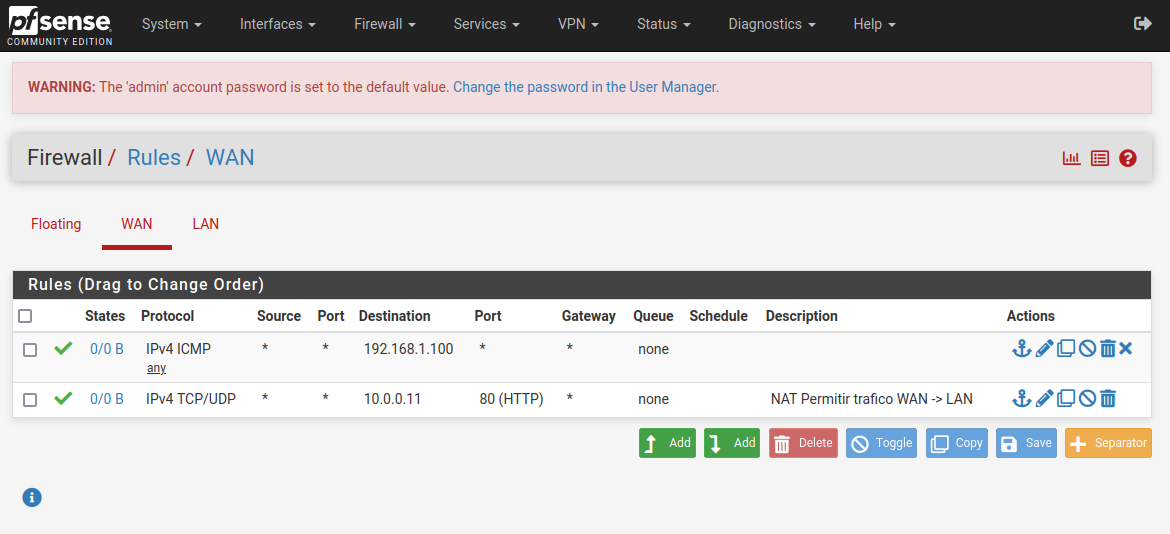 pfsense
COMMUNITY EDITION
System Interfaces Firewall Services VPN Status Diagnostics Help
WARNING: The 'admin' account password is set to the default value. Change the password in the User Manager.
Firewall / Rules / WAN
Floating WAN LAN
Rules (Drag to Change Order)
States Protocol Source Port Destination Port Gateway Queue Schedule Description Actions
0/0 B IPv4 ICMP * * 192.168.1.100 * * none
any
0/0 B IPv4 TCP/UDP * * 10.0.0.11 80 (HTTP) * none NAT Permitir trafico WAN -> LAN
Add Add Delete Toggle Copy Save Separator